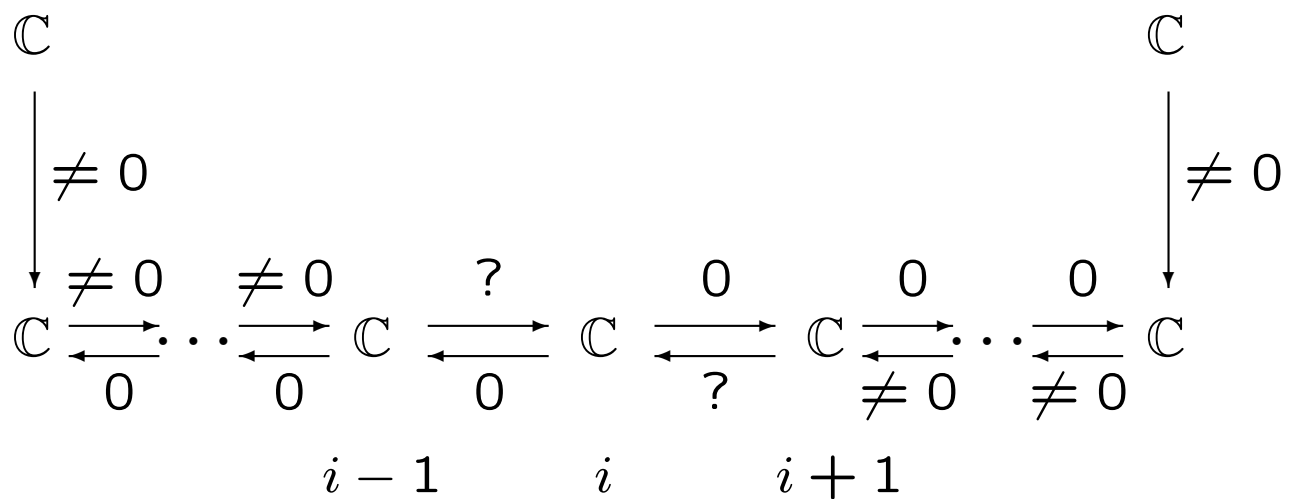 ℂ ℂ
≠ 0 ≠ 0
≠ 0 ≠ 0 ? 0 0 0
ℂ ··· ℂ ℂ ℂ ··· ℂ
0 0 0 ? ≠ 0 ≠ 0
i − 1 i i + 1